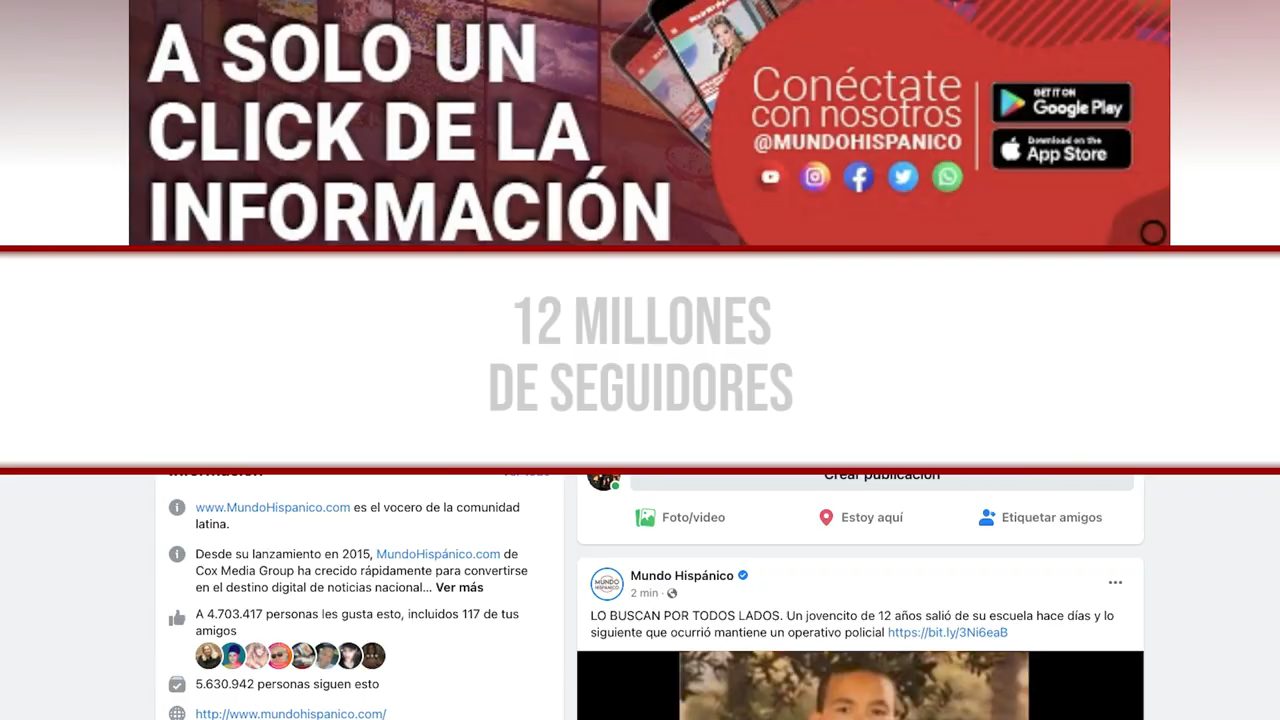 A SOLO UN
CLICK DE LA
INFORMACIÓN
Conéctate
con nosotros
@MUNDOHISPANICO
GET IT ON
Google Play
Download on the
App Store
12 MILLONES
DE SEGUIDORES
Crear publicación
www.MundoHispanico.com es el vocero de la comunidad
latina.
Desde su lanzamiento en 2015, MundoHispánico.com de
Cox Media Group ha crecido rápidamente para convertirse
en el destino digital de noticias nacional... Ver más
A 4.703.417 personas les gusta esto, incluidos 117 de tus
amigos
5.630.942 personas siguen esto
http://www.mundohispanico.com/
Foto/video
Estoy aquí
Etiquetar amigos
MUNDO
HISPÁNICO
Mundo Hispánico
2 min ·
LO BUSCAN POR TODOS LADOS. Un jovencito de 12 años salió de su escuela hace días y lo
siguiente que ocurrió mantiene un operativo policial https://bit.ly/3Ni6eaB